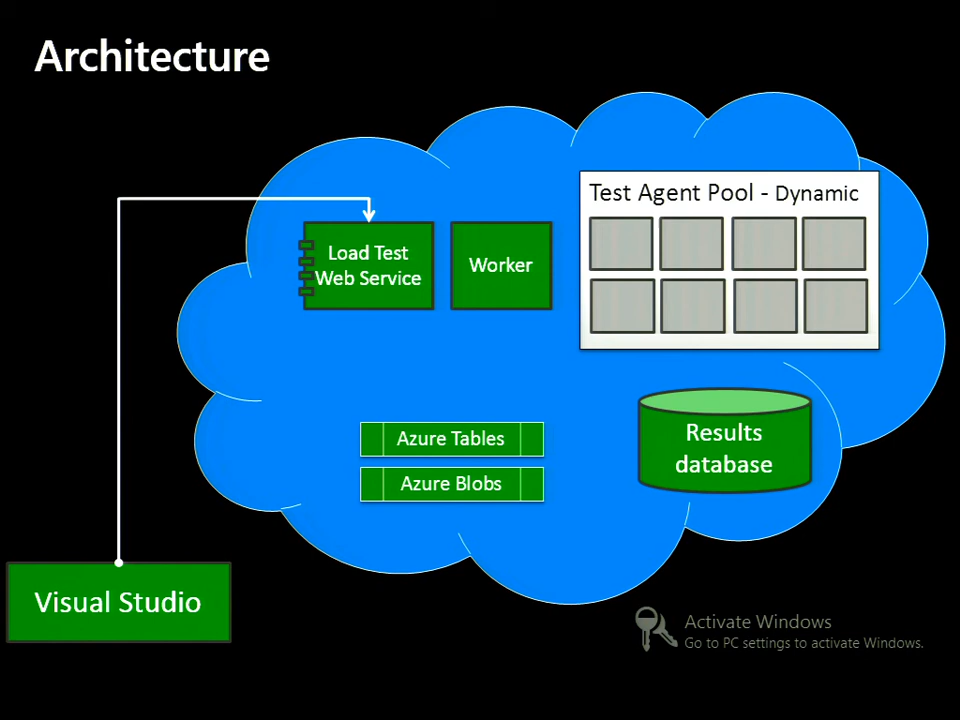 Architecture
Test Agent Pool - Dynamic
Load Test
Web Service
Worker
Azure Tables
Azure Blobs
Results
database
Visual Studio
Activate Windows
Go to PC settings to activate Windows.